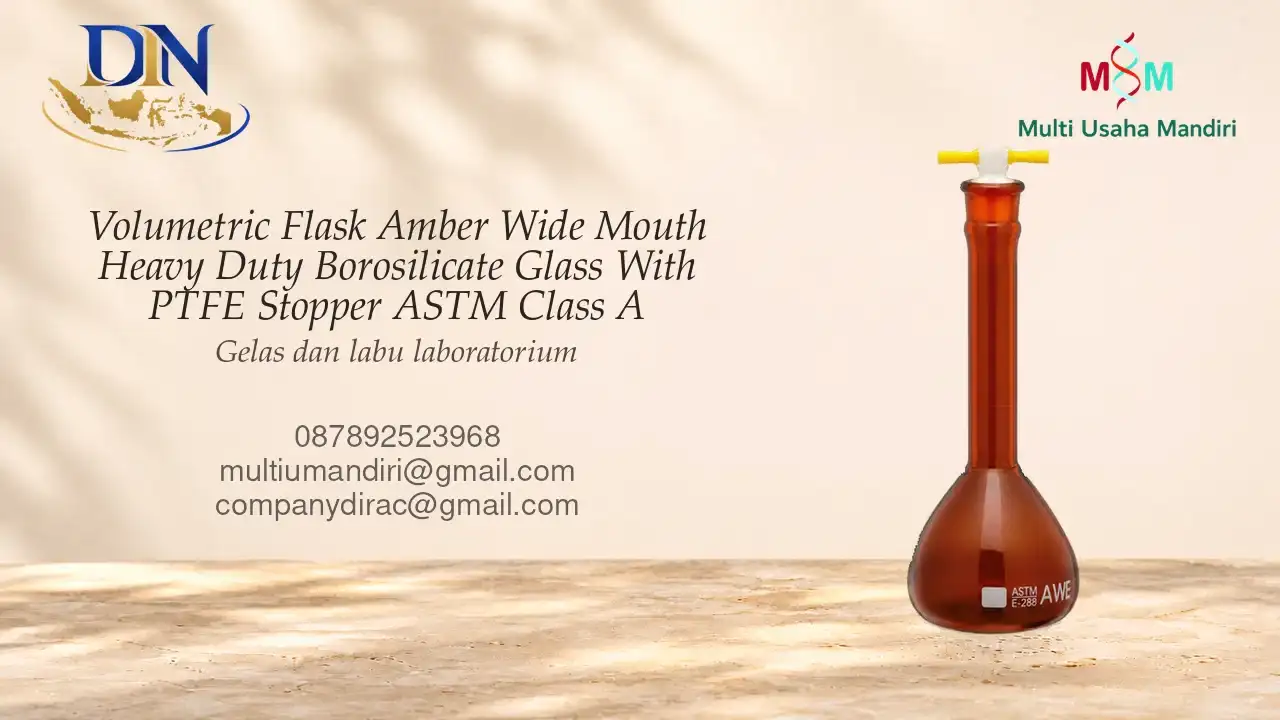 DN
M M
Multi Usaha Mandiri
Volumetric Flask Amber Wide Mouth
Heavy Duty Borosilicate Glass With
PTFE Stopper ASTM Class A
Gelas dan labu laboratorium
087892523968
multiumandiri@gmail.com
companydirac@gmail.com
ASTM
E-288
AWE